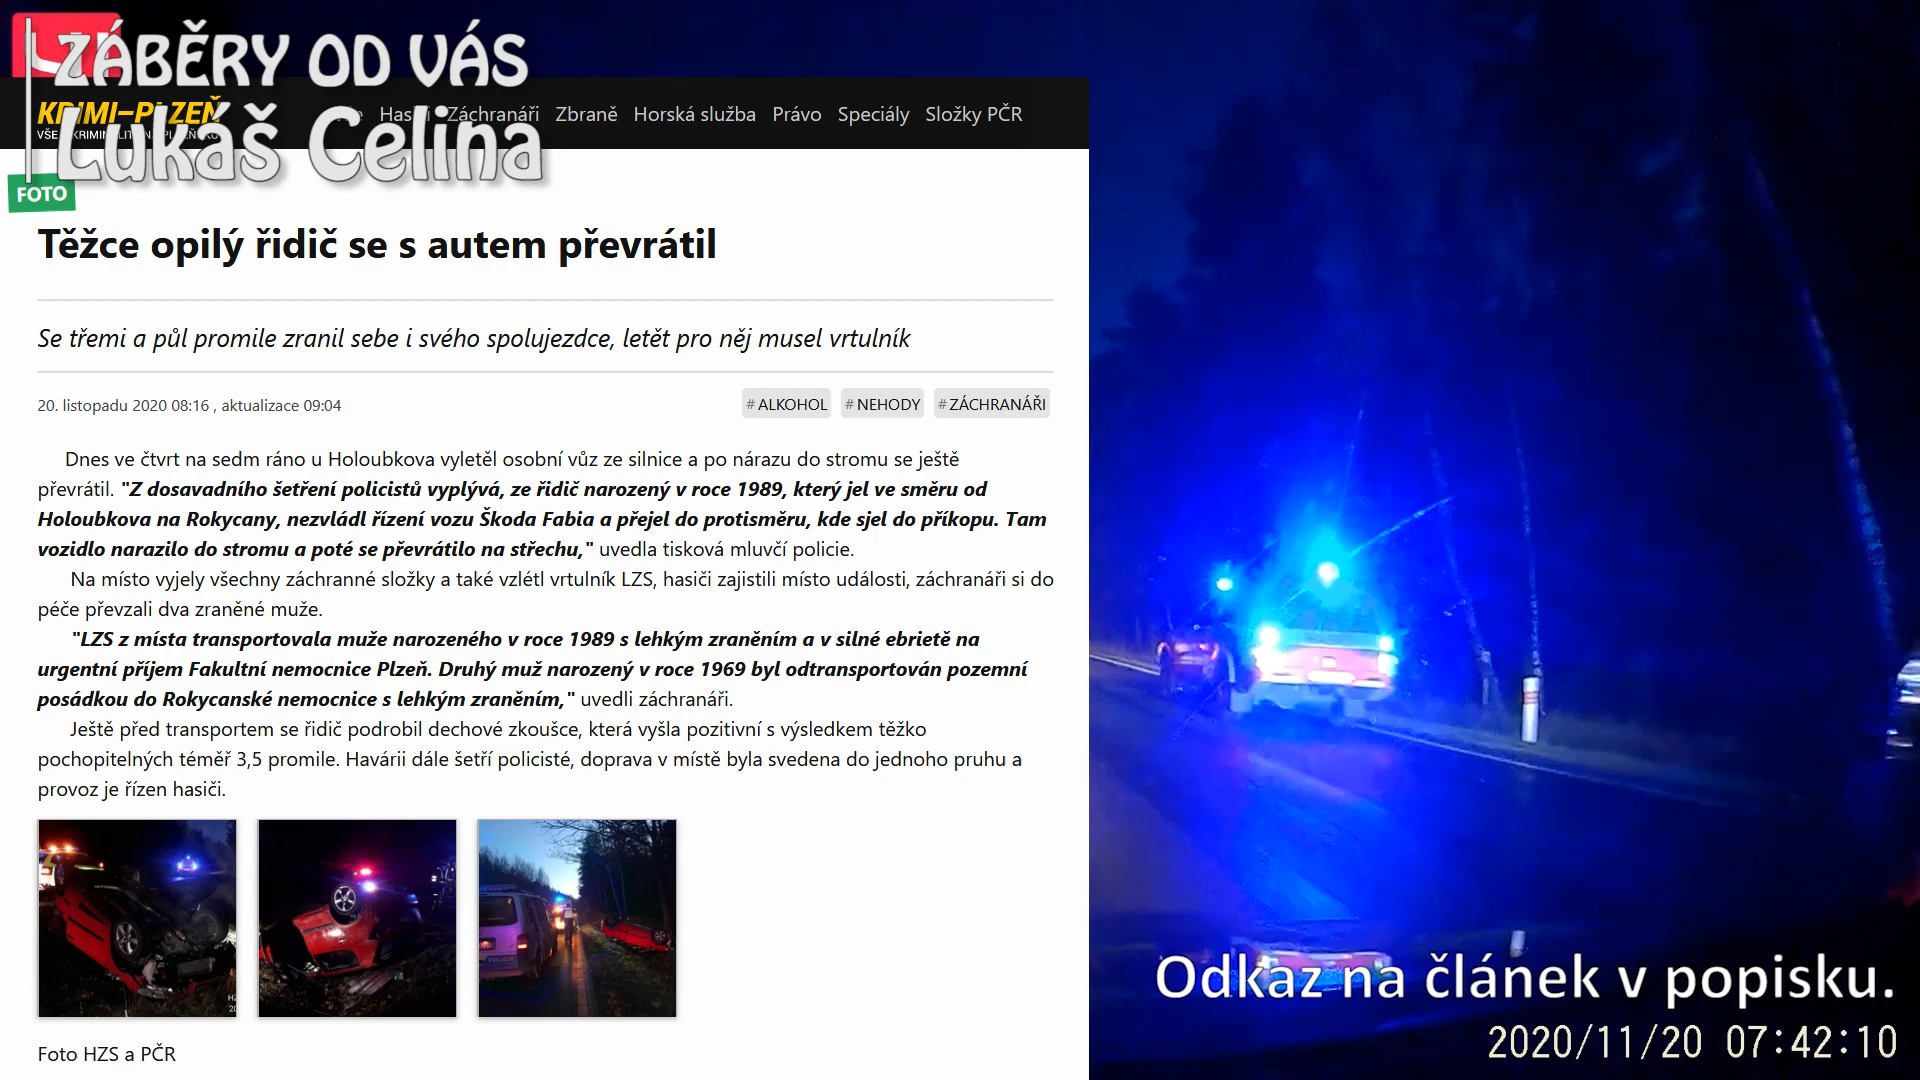 ZÁBĚRY OD VÁS
Lukáš Celina
KRIMI-PLZEŇ
Hasiči Záchranáři Zbraně Horská služba Právo Speciály Složky PČR
FOTO
Těžce opilý řidič se s autem převrátil
Se třemi a půl promile zranil sebe i svého spolujezdce, letět pro něj musel vrtulník
20. listopadu 2020 08:16 , aktualizace 09:04
#ALKOHOL #NEHODY #ZÁCHRANÁŘI
Dnes ve čtvrt na sedm ráno u Holoubkova vyletěl osobní vůz ze silnice a po nárazu do stromu se ještě
převrátil. "Z dosavadního šetření policistů vyplývá, ze řidič narozený v roce 1989, který jel ve směru od
Holoubkova na Rokycany, nezvládl řízení vozu Škoda Fabia a přejel do protisměru, kde sjel do příkopu. Tam
vozidlo narazilo do stromu a poté se převrátilo na střechu," uvedla tisková mluvčí policie.
Na místo vyjely všechny záchranné složky a také vzlétl vrtulník LZS, hasiči zajistili místo události, záchranáři si do
péče převzali dva zraněné muže.
"LZS z místa transportovala muže narozeného v roce 1989 s lehkým zraněním a v silné ebrietě na
urgentní příjem Fakultní nemocnice Plzeň. Druhý muž narozený v roce 1969 byl odtransportován pozemní
posádkou do Rokycanské nemocnice s lehkým zraněním," uvedli záchranáři.
Ještě před transportem se řidič podrobil dechové zkoušce, která vyšla pozitivní s výsledkem těžko
pochopitelných téměř 3,5 promile. Havárii dále šetří policisté, doprava v místě byla svedena do jednoho pruhu a
provoz je řízen hasiči.
POLICIE
Foto HZS a PČR
Odkaz na článek v popisku.
2020/11/20 07:42:10